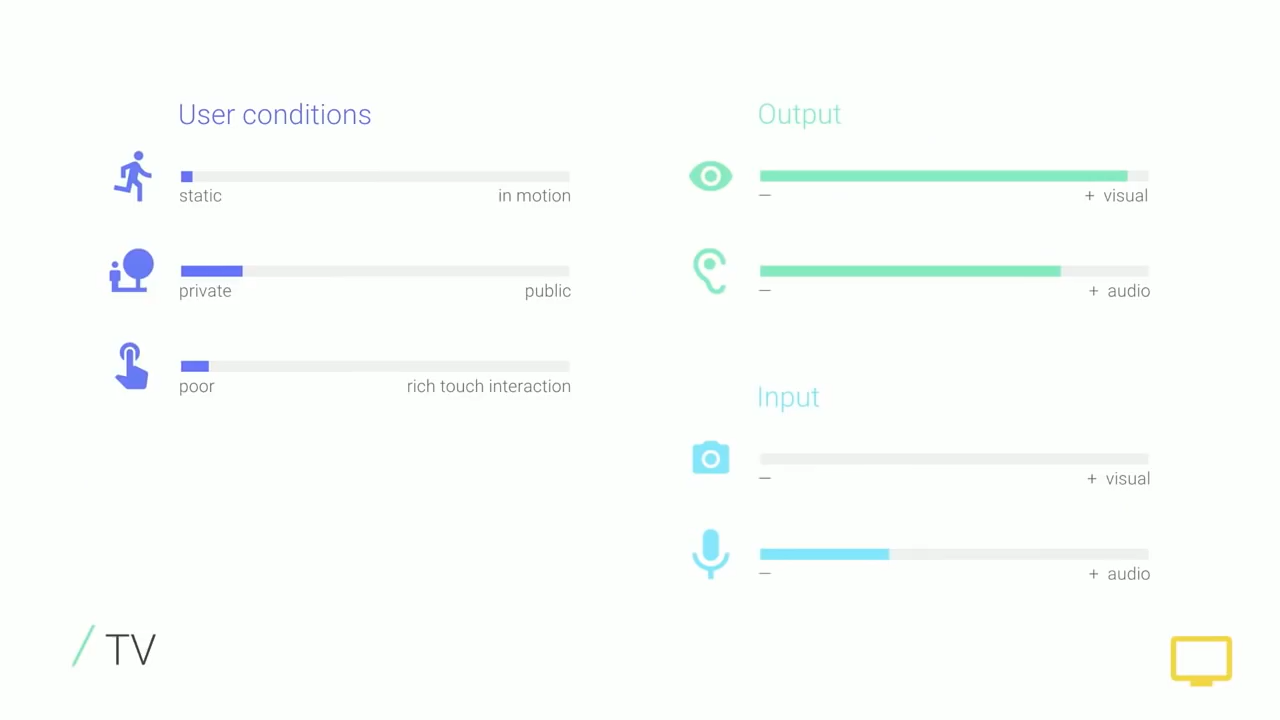 User conditions
static in motion
private public
poor rich touch interaction
Output
— + visual
— + audio
Input
— + visual
— + audio
/ TV